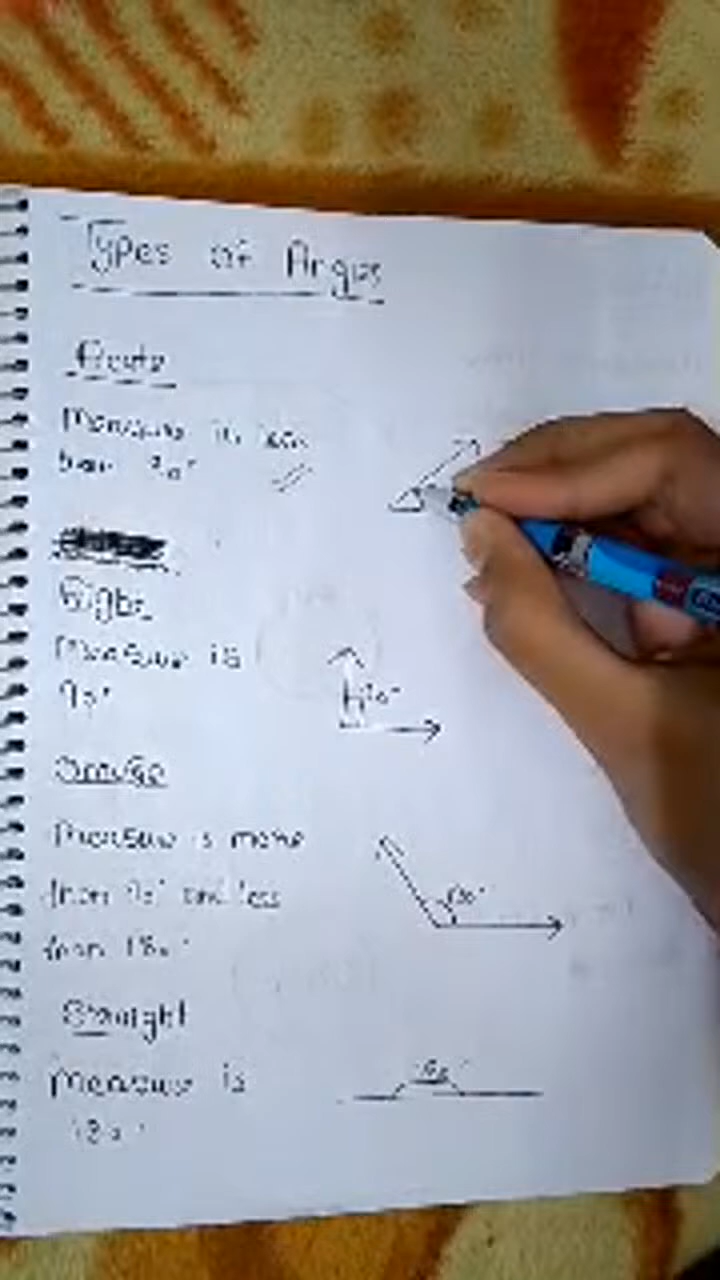 Types of Angles
Acute
Measure is less
than 90°
Right
Measure is
90°
90°
Measure is more
than 90° and less
than 180°
Straight
Measure is
180°